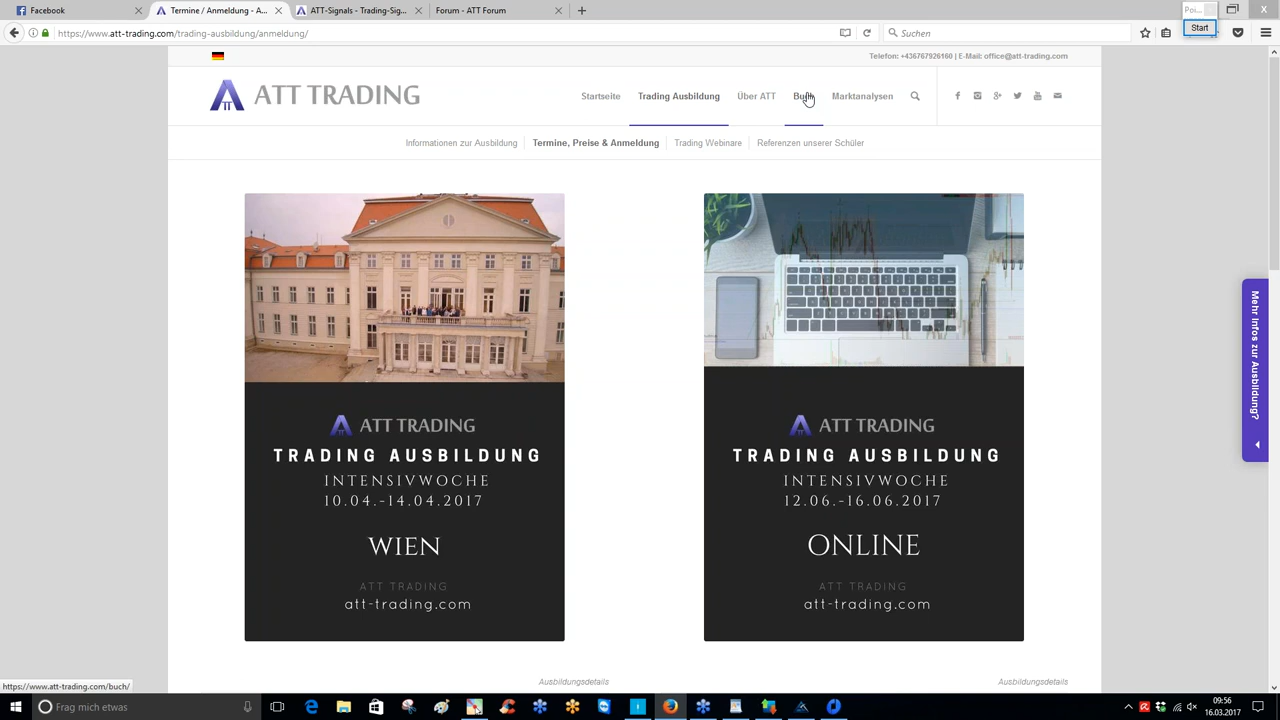 Facebook
Termine / Anmeldung - A...
ATT-Signals - Trading-Sig...
Forum - ATT Forum
Poi...
Start
https://www.att-trading.com/trading-ausbildung/anmeldung/
Suchen
Telefon: +436767926160 | E-Mail: office@att-trading.com
ATT TRADING
Startseite
Trading Ausbildung
Über ATT
Buch
Marktanalysen
Informationen zur Ausbildung
Termine, Preise & Anmeldung
Trading Webinare
Referenzen unserer Schüler
Mehr Infos zur Ausbildung?
ATT TRADING
TRADING AUSBILDUNG
INTENSIVWOCHE
10.04.-14.04.2017
WIEN
ATT TRADING
att-trading.com
Ausbildungsdetails
ATT TRADING
TRADING AUSBILDUNG
INTENSIVWOCHE
12.06.-16.06.2017
ONLINE
ATT TRADING
att-trading.com
Ausbildungsdetails
https://www.att-trading.com/buch/
Frag mich etwas
09:56
16.03.2017